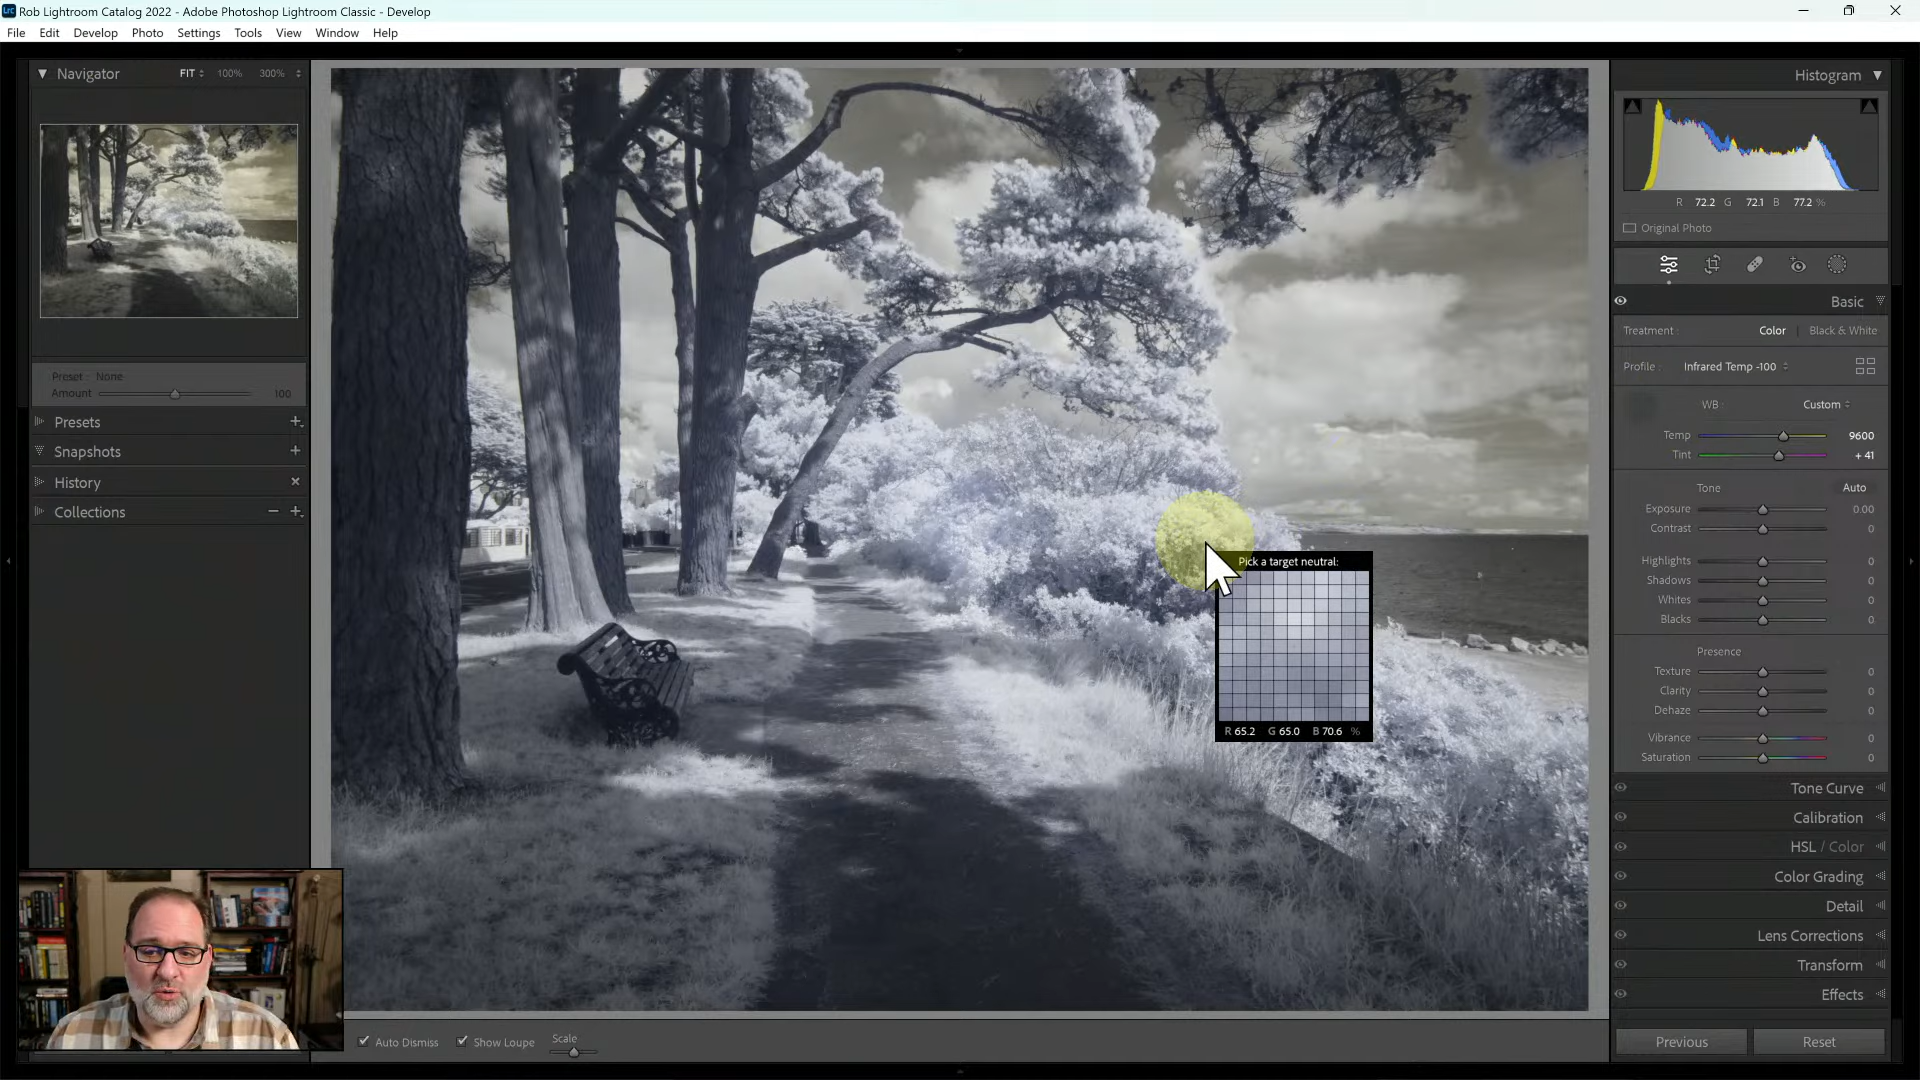 Rob Lightroom Catalog 2022 - Adobe Photoshop Lightroom Classic - Develop
File Edit Develop Photo Settings Tools View Window Help
Navigator FIT 100% 300%
Preset : None
Amount 100
Presets
Snapshots
History
Collections
Pick a target neutral:
R 65.2 G 65.0 B 70.6 %
Auto Dismiss Show Loupe Scale
Histogram
R 72.2 G 72.1 B 77.2 %
Original Photo
Basic
Treatment : Color | Black & White
Profile : Infrared Temp -100
WB : Custom
Temp 9600
Tint + 41
Tone Auto
Exposure 0.00
Contrast 0
Highlights 0
Shadows 0
Whites 0
Blacks 0
Presence
Texture 0
Clarity 0
Dehaze 0
Vibrance 0
Saturation 0
Tone Curve
Calibration
HSL / Color
Color Grading
Detail
Lens Corrections
Transform
Effects
Previous Reset